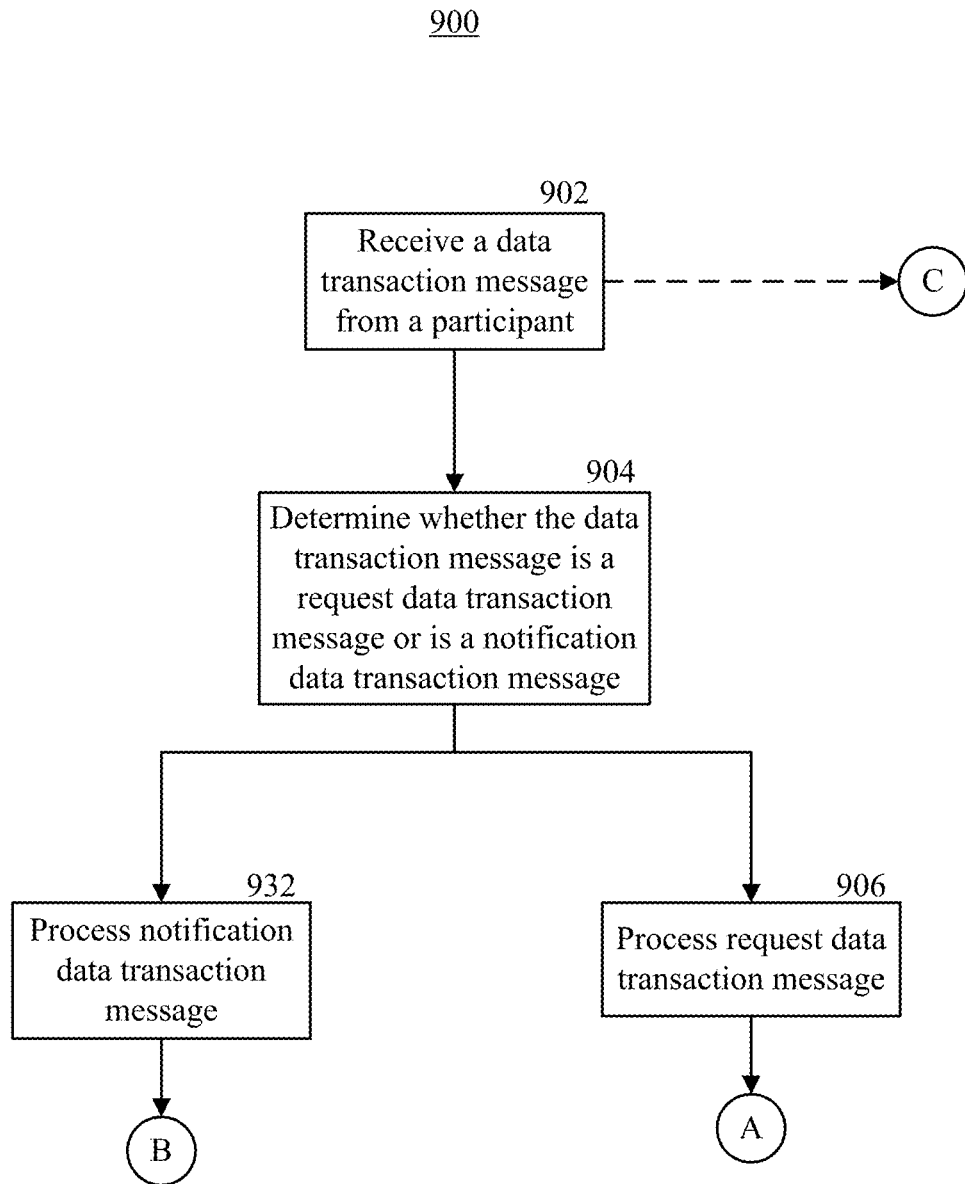 900
902
Receive a data
transaction message
from a participant
C
904
Determine whether the data
transaction message is a
request data transaction
message or is a notification
data transaction message
932
Process notification
data transaction
message
906
Process request data
transaction message
B
A